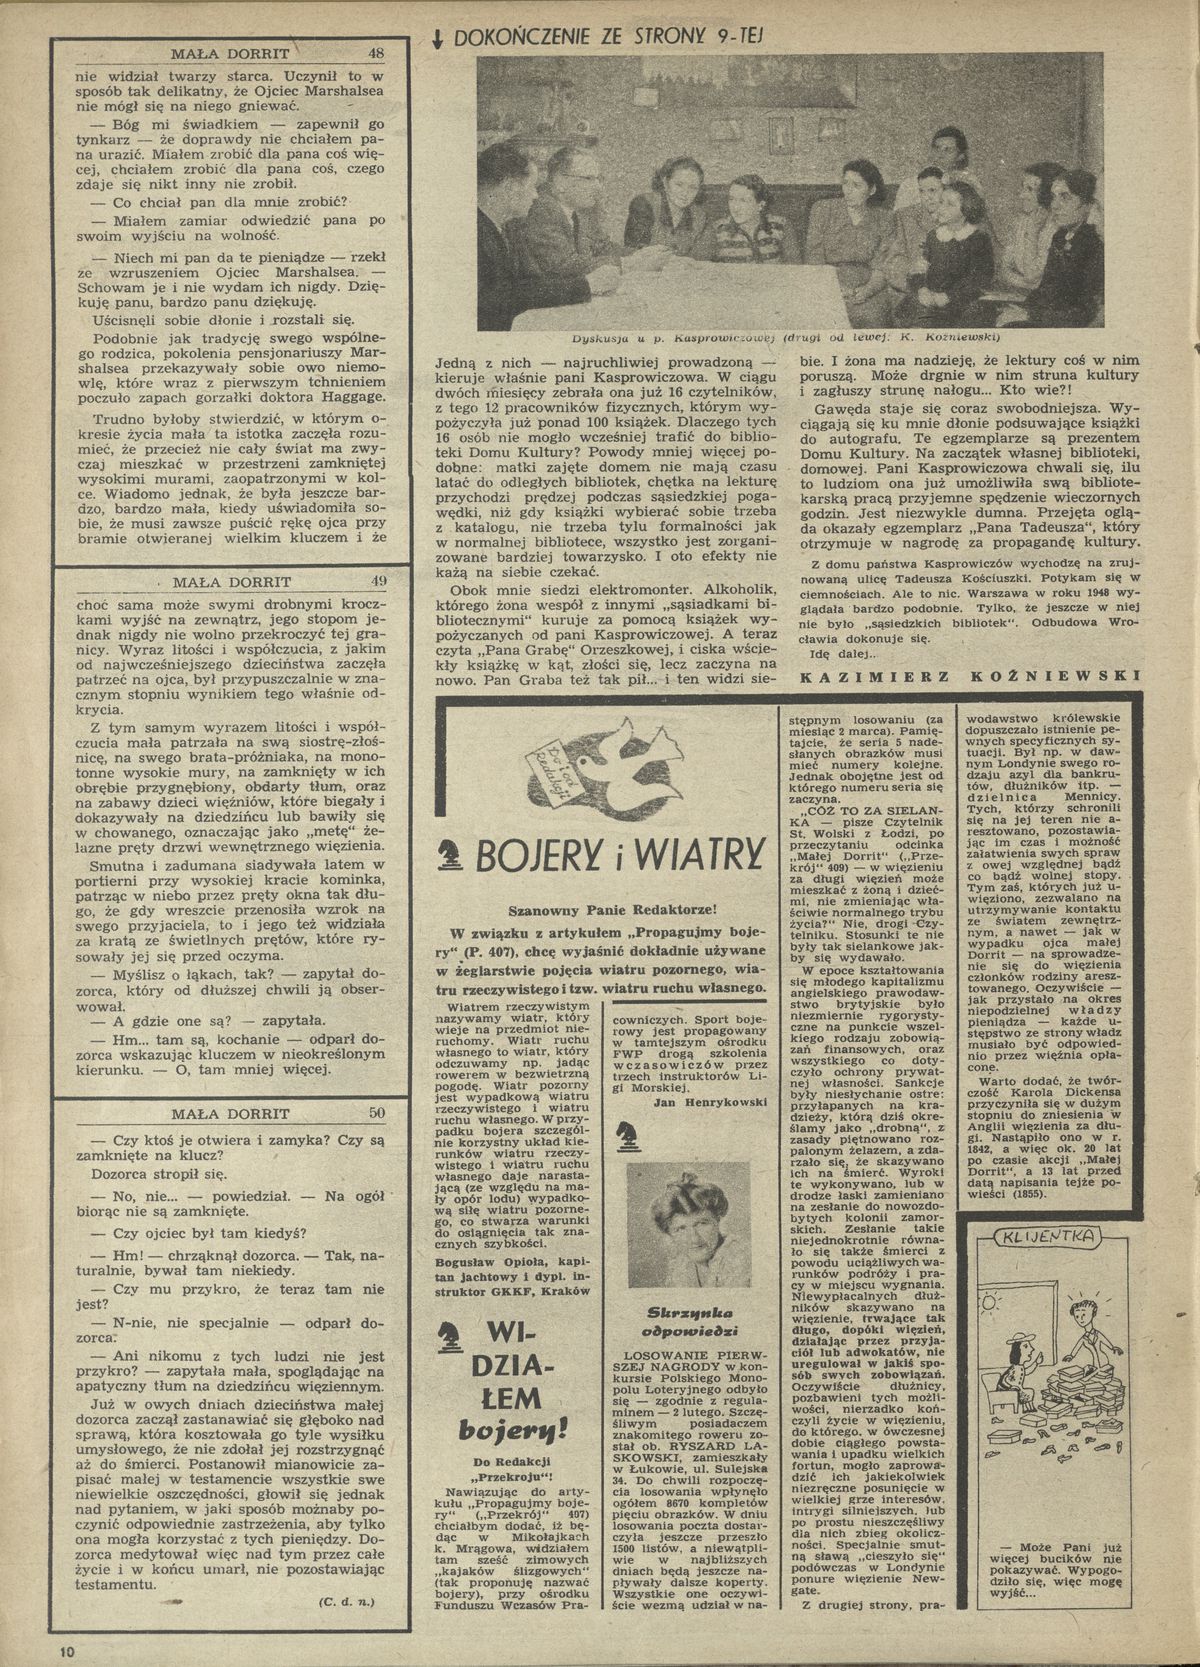 MAŁA DORRIT 48
nie widział twarzy starca. Uczynił to w
sposób tak delikatny, że Ojciec Marshalsea
nie mógł się na niego gniewać.
— Bóg mi świadkiem — zapewnił go
tynkarz — że doprawdy nie chciałem pa-
na urazić. Miałem zrobić dla pana coś wię-
cej, chciałem zrobić dla pana coś, czego
zdaje się nikt inny nie zrobił.
— Co chciał pan dla mnie zrobić?
— Miałem zamiar odwiedzić pana po
swoim wyjściu na wolność.
— Niech mi pan da te pieniądze — rzekł
ze wzruszeniem Ojciec Marshalsea. —
Schowam je i nie wydam ich nigdy. Dzię-
kuję panu, bardzo panu dziękuję.
Uścisnęli sobie dłonie i rozstali się.
Podobnie jak tradycję swego wspólne-
go rodzica, pokolenia pensjonariuszy Mar-
shalsea przekazywały sobie owo niemo-
wlę, które wraz z pierwszym tchnieniem
poczuło zapach gorzałki doktora Haggage.
Trudno byłoby stwierdzić, w którym o-
kresie życia mała ta istotka zaczęła rozu-
mieć, że przecież nie cały świat ma zwy-
czaj mieszkać w przestrzeni zamkniętej
wysokimi murami, zaopatrzonymi w kol-
ce. Wiadomo jednak, że była jeszcze bar-
dzo, bardzo mała, kiedy uświadomiła so-
bie, że musi zawsze puścić rękę ojca przy
bramie otwieranej wielkim kluczem i że
MAŁA DORRIT 49
choć sama może swymi drobnymi krocz-
kami wyjść na zewnątrz, jego stopom je-
dnak nigdy nie wolno przekroczyć tej gra-
nicy. Wyraz litości i współczucia, z jakim
od najwcześniejszego dzieciństwa zaczęła
patrzeć na ojca, był przypuszczalnie w zna-
cznym stopniu wynikiem tego właśnie od-
krycia.
Z tym samym wyrazem litości i współ-
czucia mała patrzała na swą siostrę-złoś-
nicę, na swego brata-próżniaka, na mono-
tonne wysokie mury, na zamknięty w ich
obrębie przygnębiony, obdarty tłum, oraz
na zabawy dzieci więźniów, które biegały i
dokazywały na dziedzińcu lub bawiły się
w chowanego, oznaczając jako „metę“ że-
lazne pręty drzwi wewnętrznego więzienia.
Smutna i zadumana siadywała latem w
portierni przy wysokiej kracie kominka,
patrząc w niebo przez pręty okna tak dłu-
go, że gdy wreszcie przenosiła wzrok na
swego przyjaciela, to i jego też widziała
za kratą ze świetlnych prętów, które ry-
sowały jej się przed oczyma.
— Myślisz o łąkach, tak? — zapytał do-
zorca, który od dłuższej chwili ją obser-
wował.
— A gdzie one są? — zapytała.
— Hm... tam są, kochanie — odparł do-
zorca wskazując kluczem w nieokreślonym
kierunku. — O, tam mniej więcej.
MAŁA DORRIT 50
— Czy ktoś je otwiera i zamyka? Czy są
zamknięte na klucz?
Dozorca stropił się.
— No, nie... — powiedział. — Na ogół
biorąc nie są zamknięte.
— Czy ojciec był tam kiedyś?
— Hm! — chrząknął dozorca. — Tak, na-
turalnie, bywał tam niekiedy.
— Czy mu przykro, że teraz tam nie
jest?
— N-nie, nie specjalnie — odparł do-
zorca.
— Ani nikomu z tych ludzi nie jest
przykro? — zapytała mała, spoglądając na
apatyczny tłum na dziedzińcu więziennym.
Już w owych dniach dzieciństwa małej
dozorca zaczął zastanawiać się głęboko nad
sprawą, która kosztowała go tyle wysiłku
umysłowego, że nie zdołał jej rozstrzygnąć
aż do śmierci. Postanowił mianowicie za-
pisać małej w testamencie wszystkie swe
niewielkie oszczędności, głowił się jednak
nad pytaniem, w jaki sposób możnaby po-
czynić odpowiednie zastrzeżenia, aby tylko
ona mogła korzystać z tych pieniędzy. Do-
zorca medytował więc nad tym przez całe
życie i w końcu umarł, nie pozostawiając
testamentu.
(C. d. n.)
10
DOKOŃCZENIE ZE STRONY 9-TEJ
Dyskusja u p. Kasprowiczowej (drugi od lewej: K. Koźniewski)
Jedną z nich — najruchliwiej prowadzoną —
kieruje właśnie pani Kasprowiczowa. W ciągu
dwóch miesięcy zebrała ona już 16 czytelników,
z tego 12 pracowników fizycznych, którym wy-
pożyczyła już ponad 100 książek. Dlaczego tych
16 osób nie mogło wcześniej trafić do biblio-
teki Domu Kultury? Powody mniej więcej po-
dobne: matki zajęte domem nie mają czasu
latać do odległych bibliotek, chętka na lekturę
przychodzi prędzej podczas sąsiedzkiej poga-
wędki, niż gdy książki wybierać sobie trzeba
z katalogu, nie trzeba tylu formalności jak
w normalnej bibliotece, wszystko jest zorgani-
zowane bardziej towarzysko. I oto efekty nie
każą na siebie czekać.
Obok mnie siedzi elektromonter. Alkoholik,
którego żona wespół z innymi „sąsiadkami bi-
bliotecznymi“ kuruje za pomocą książek wy-
pożyczanych od pani Kasprowiczowej. A teraz
czyta „Pana Grabę“ Orzeszkowej, i ciska wście-
kły książkę w kąt, złości się, lecz zaczyna na
nowo. Pan Graba też tak pił... i ten widzi sie-
bie. I żona ma nadzieję, że lektury coś w nim
poruszą. Może drgnie w nim struna kultury
i zagłuszy strunę nałogu... Kto wie?!
Gawęda staje się coraz swobodniejsza. Wy-
ciągają się ku mnie dłonie podsuwające książki
do autografu. Te egzemplarze są prezentem
Domu Kultury. Na zaczątek własnej biblioteki,
domowej. Pani Kasprowiczowa chwali się, ilu
to ludziom ona już umożliwiła swą bibliote-
karską pracą przyjemne spędzenie wieczornych
godzin. Jest niezwykle dumna. Przejęta oglą-
da okazały egzemplarz „Pana Tadeusza“, który
otrzymuje w nagrodę za propagandę kultury.
Z domu państwa Kasprowiczów wychodzę na zruj-
nowaną ulicę Tadeusza Kościuszki. Potykam się w
ciemnościach. Ale to nic. Warszawa w roku 1948 wy-
glądała bardzo podobnie. Tylko, że jeszcze w niej
nie było „sąsiedzkich bibliotek“. Odbudowa Wro-
cławia dokonuje się.
Idę dalej..
KAZIMIERZ KOŹNIEWSKI
Do i od
Redakcji
BOJERY i WIATRY
Szanowny Panie Redaktorze!
W związku z artykułem „Propagujmy boje-
ry“ (P. 407), chcę wyjaśnić dokładnie używane
w żeglarstwie pojęcia wiatru pozornego, wia-
tru rzeczywistego i tzw. wiatru ruchu własnego.
Wiatrem rzeczywistym
nazywamy wiatr, który
wieje na przedmiot nie-
ruchomy. Wiatr ruchu
własnego to wiatr, który
odczuwamy np. jadąc
rowerem w bezwietrzną
pogodę. Wiatr pozorny
jest wypadkową wiatru
rzeczywistego i wiatru
ruchu własnego. W przy-
padku bojera szczegól-
nie korzystny układ kie-
runków wiatru rzeczy-
wistego i wiatru ruchu
własnego daje narasta-
jącą (ze względu na ma-
ły opór lodu) wypadko-
wą siłę wiatru pozorne-
go, co stwarza warunki
do osiągnięcia tak zna-
cznych szybkości.
Bogusław Opioła, kapi-
tan jachtowy i dypl. in-
struktor GKKF, Kraków
WI-
DZIA-
ŁEM
bojery!
Do Redakcji
„Przekroju“!
Nawiązując do arty-
kułu „Propagujmy boje-
ry“ („Przekrój“ 407)
chciałbym dodać, iż bę-
dąc w Mikołajkach
k. Mrągowa, widziałem
tam sześć zimowych
„kajaków ślizgowych“
(tak proponuję nazwać
bojery), przy ośrodku
Funduszu Wczasów Pra-
cowniczych. Sport boje-
rowy jest propagowany
w tamtejszym ośrodku
FWP drogą szkolenia
wczasowiczów przez
trzech instruktorów Li-
gi Morskiej.
Jan Henrykowski
Skrzynka
odpowiedzi
LOSOWANIE PIERW-
SZEJ NAGRODY w kon-
kursie Polskiego Mono-
polu Loteryjnego odbyło
się — zgodnie z regula-
minem — 2 lutego. Szczę-
śliwym posiadaczem
znakomitego roweru zo-
stał ob. RYSZARD LA-
SKOWSKI, zamieszkały
w Łukowie, ul. Sulejska
34. Do chwili rozpoczę-
cia losowania wpłynęło
ogółem 8670 kompletów
pięciu obrazków. W dniu
losowania poczta dostar-
czyła jeszcze przeszło
1500 listów, a niewątpli-
wie w najbliższych
dniach będą jeszcze na-
pływały dalsze koperty.
Wszystkie one oczywi-
ście wezmą udział w na-
stępnym losowaniu (za
miesiąc 2 marca). Pamię-
tajcie, że seria 5 nade-
słanych obrazków musi
mieć numery kolejne.
Jednak obojętne jest od
którego numeru seria się
zaczyna.
„CÓŻ TO ZA SIELAN-
KA — pisze Czytelnik
St. Wolski z Łodzi, po
przeczytaniu odcinka
„Małej Dorrit“ („Prze-
krój“ 409) — w więzieniu
za długi więzień może
mieszkać z żoną i dzieć-
mi, nie zmieniając wła-
ściwie normalnego trybu
życia?“ Nie, drogi Czy-
telniku. Stosunki te nie
były tak sielankowe jak-
by się wydawało.
W epoce kształtowania
się młodego kapitalizmu
angielskiego prawodaw-
stwo brytyjskie było
niezmiernie rygorysty-
czne na punkcie wszel-
kiego rodzaju zobowią-
zań finansowych, oraz
wszystkiego co doty-
czyło ochrony prywat-
nej własności. Sankcje
były niesłychanie ostre:
przyłapanych na kra-
dzieży, którą dziś okre-
ślamy jako „drobną“, z
zasady piętnowano roz-
palonym żelazem, a zda-
rzało się, że skazywano
ich na śmierć. Wyroki
te wykonywano, lub w
drodze łaski zamieniano
na zesłanie do nowozdo-
bytych kolonii zamor-
skich. Zesłanie takie
niejednokrotnie równa-
ło się także śmierci z
powodu uciążliwych wa-
runków podróży i pra-
cy w miejscu wygnania.
Niewypłacalnych dłuż-
ników skazywano na
więzienie, trwające tak
długo, dopóki więzień,
działając przez przyja-
ciół lub adwokatów, nie
uregulował w jakiś spo-
sób swych zobowiązań.
Oczywiście dłużnicy,
pozbawieni tych możli-
wości, nierzadko koń-
czyli życie w więzieniu,
do którego, w ówczesnej
dobie ciągłego powsta-
wania i upadku wielkich
fortun, mogło zaprowa-
dzić ich jakiekolwiek
niezręczne posunięcie w
wielkiej grze interesów,
intrygi silniejszych, lub
po prostu nieszczęśliwy
dla nich zbieg okolicz-
ności. Specjalnie smut-
ną sławą „cieszyło się“
podówczas w Londynie
ponure więzienie New-
gate.
Z drugiej strony, pra-
wodawstwo królewskie
dopuszczało istnienie pe-
wnych specyficznych sy-
tuacji. Był np. w daw-
nym Londynie swego ro-
dzaju azyl dla bankru-
tów, dłużników itp. —
dzielnica Mennicy.
Tych, którzy schronili
się na jej teren nie a-
resztowano, pozostawia-
jąc im czas i możność
załatwienia swych spraw
z owej względnej bądź
co bądź wolnej stopy.
Tym zaś, których już u-
więziono, zezwalano na
utrzymywanie kontaktu
ze światem zewnętrz-
nym, a nawet — jak w
wypadku ojca małej
Dorrit — na sprowadze-
nie się do więzienia
członków rodziny aresz-
towanego. Oczywiście —
jak przystało na okres
niepodzielnej władzy
pieniądza — każde u-
stępstwo ze strony władz
musiało być odpowied-
nio przez więźnia opła-
cone.
Warto dodać, że twór-
czość Karola Dickensa
przyczyniła się w dużym
stopniu do zniesienia w
Anglii więzienia za dłu-
gi. Nastąpiło ono w r.
1842, a więc ok. 20 lat
po czasie akcji „Małej
Dorrit“, a 13 lat przed
datą napisania tejże po-
wieści (1855).
KLIJENTKA
— Może Pani już
więcej bucików nie
pokazywać. Wypogo-
dziło się, więc mogę
wyjść...